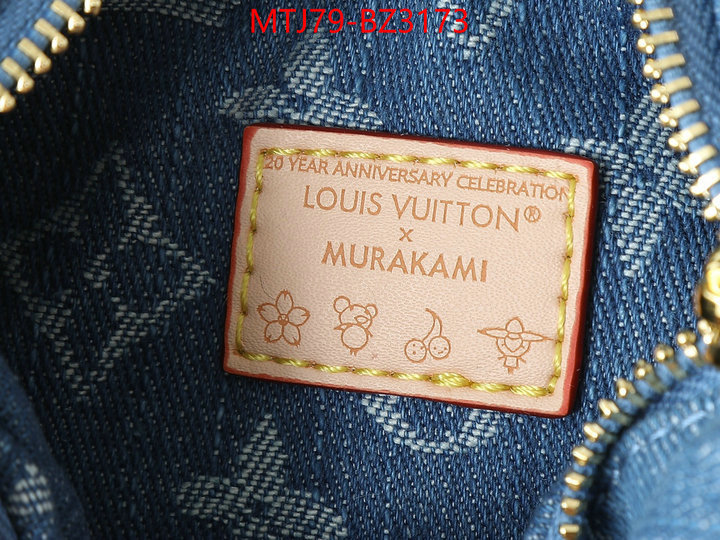 MTJ79-BZ3173
20 YEAR ANNIVERSARY CELEBRATION
LOUIS VUITTON®
x
MURAKAMI